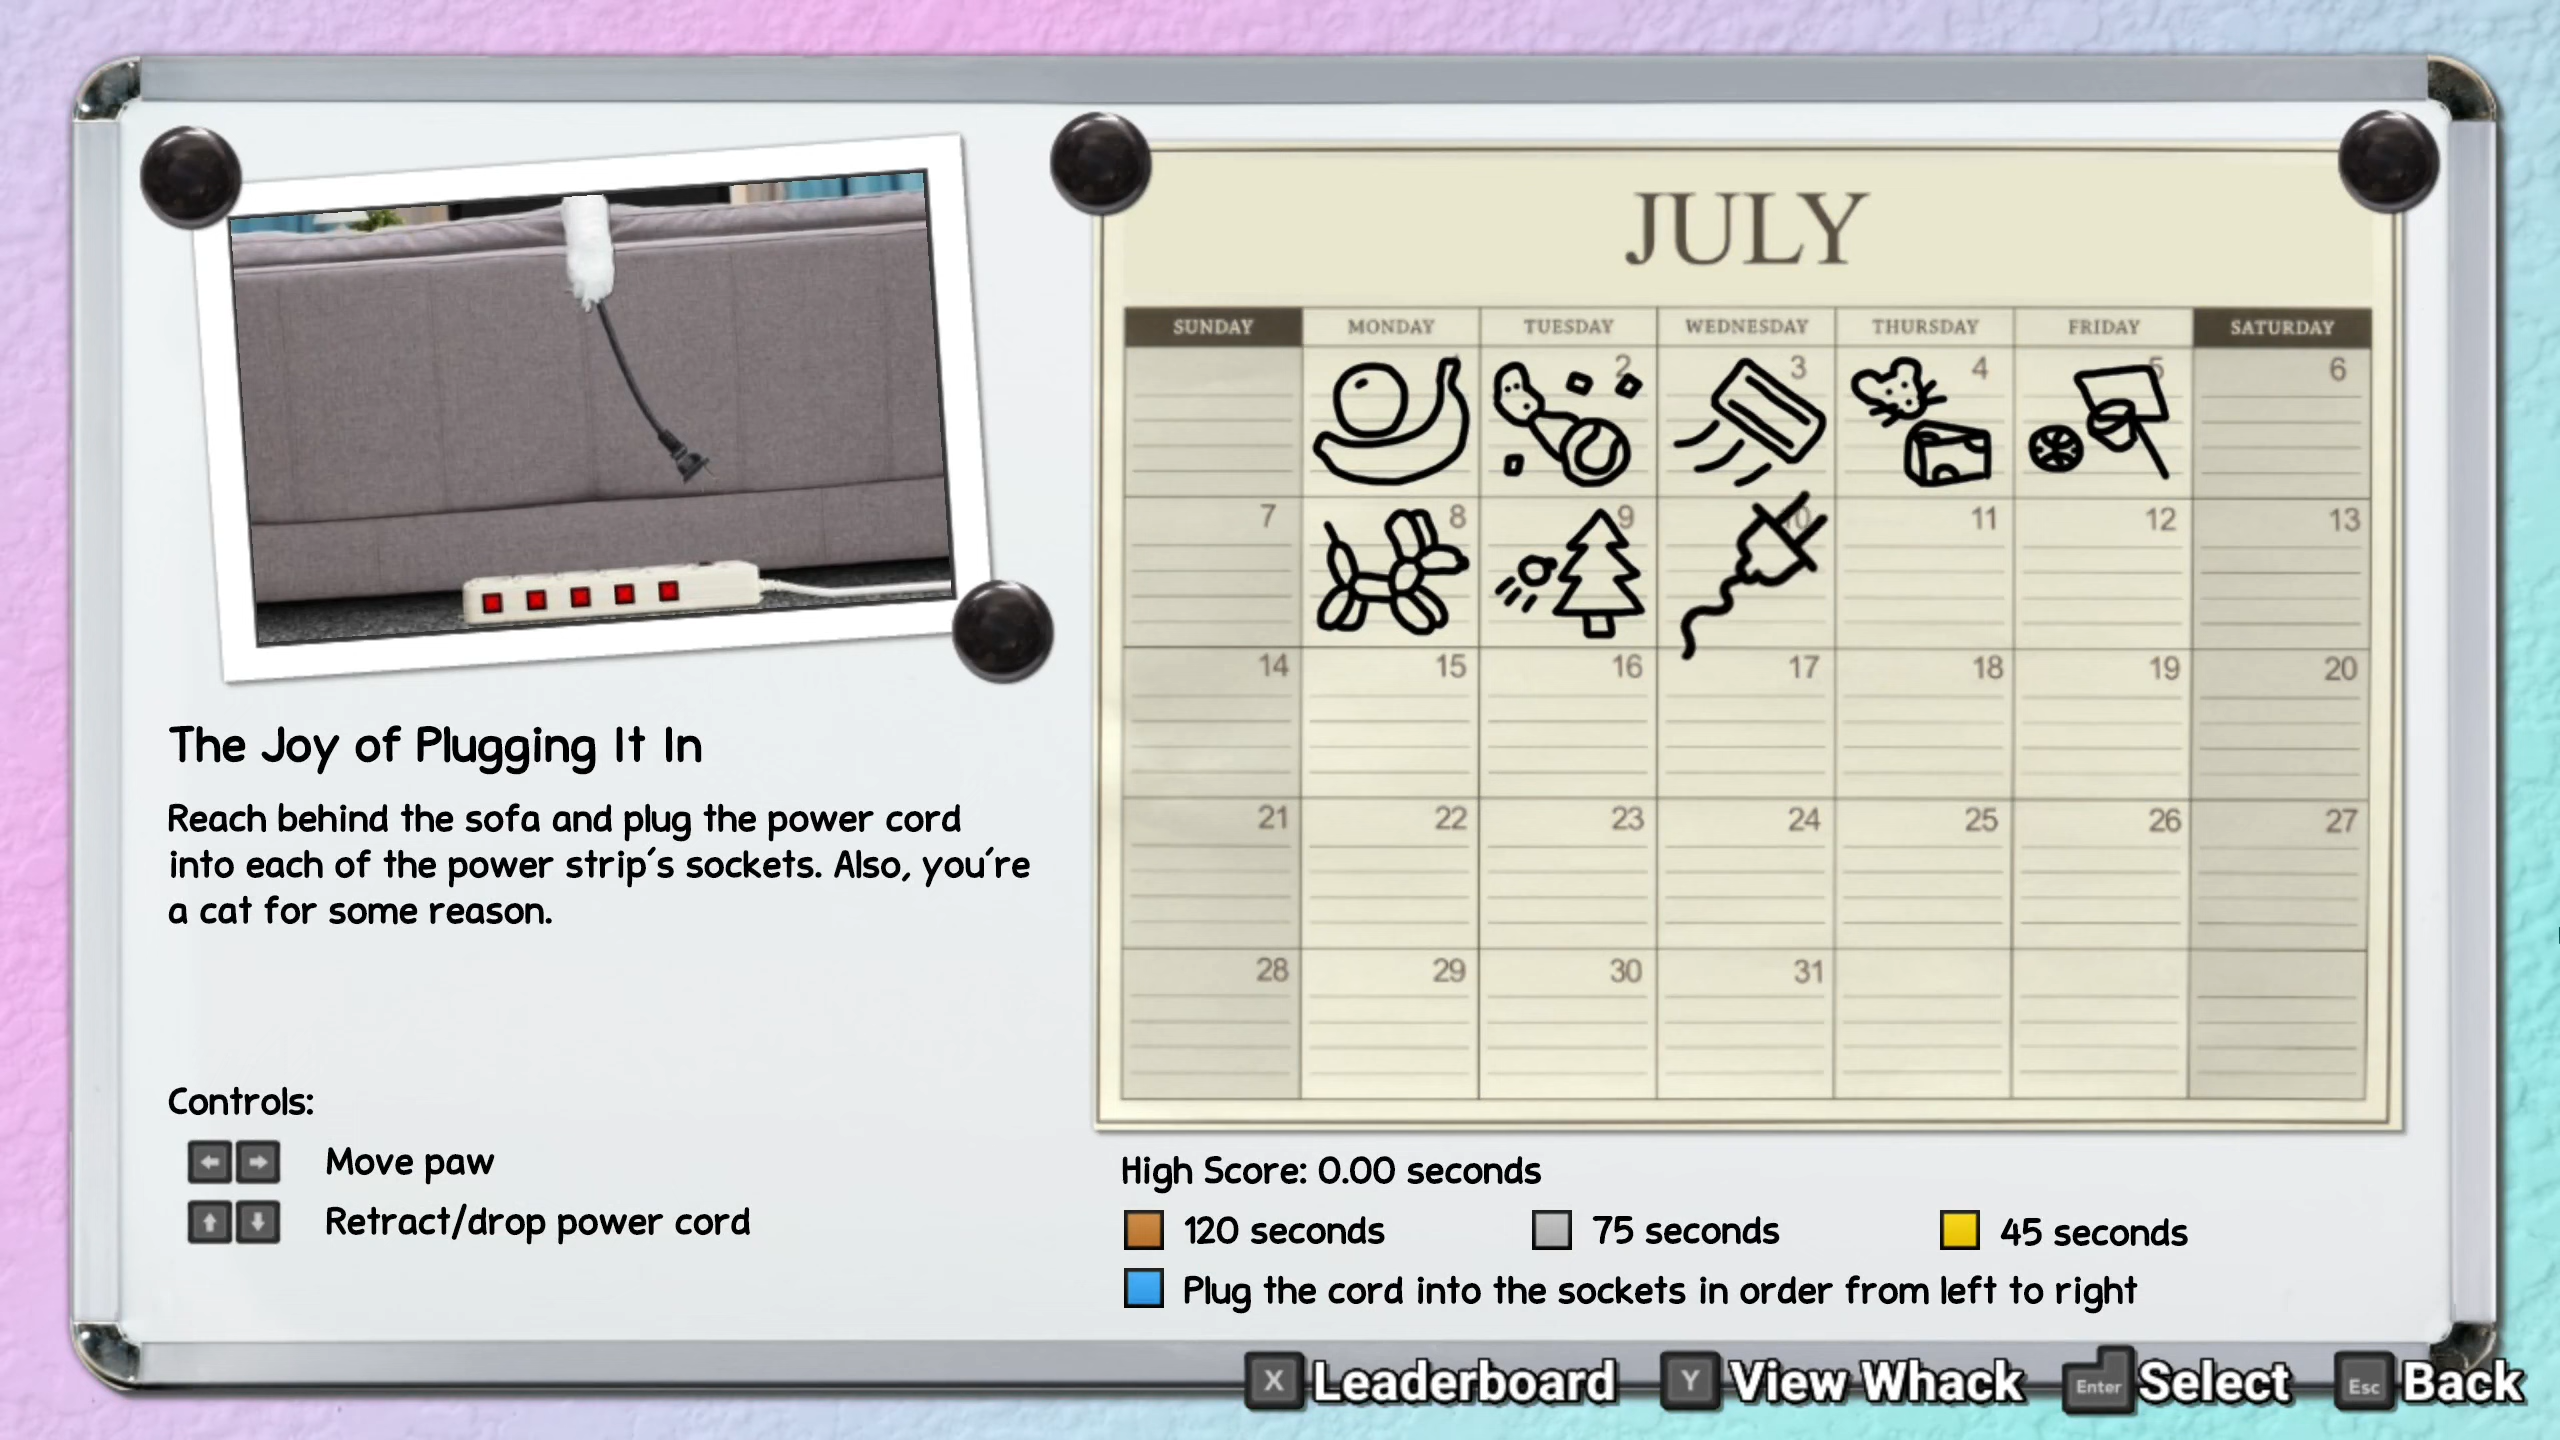 JULY
SUNDAY MONDAY TUESDAY WEDNESDAY THURSDAY FRIDAY SATURDAY
2 3 4 5 6
7 8 9 10 11 12 13
14 15 16 17 18 19 20
21 22 23 24 25 26 27
28 29 30 31
The Joy of Plugging It In
Reach behind the sofa and plug the power cord
into each of the power strip's sockets. Also, you're
a cat for some reason.
Controls:
Move paw
Retract/drop power cord
High Score: 0.00 seconds
120 seconds 75 seconds 45 seconds
Plug the cord into the sockets in order from left to right
X Leaderboard Y View Whack Enter Select Esc Back